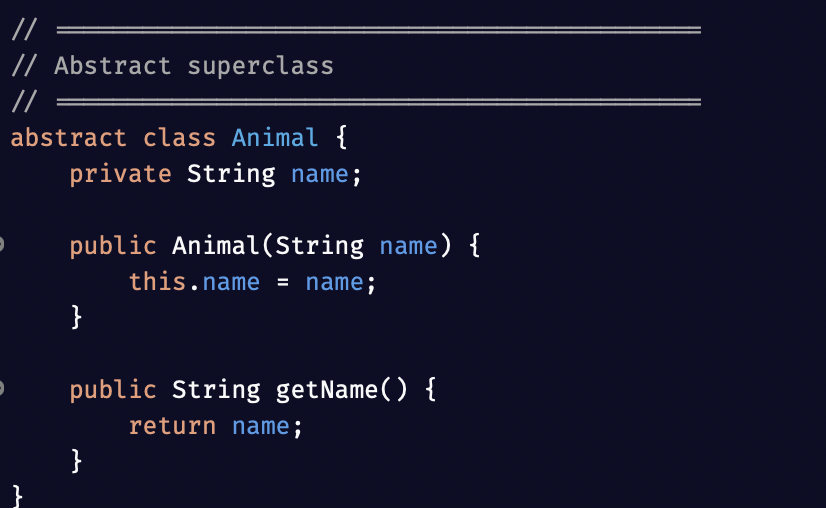 // ============================================
// Abstract superclass
// ============================================
abstract class Animal {
    private String name;

    public Animal(String name) {
        this.name = name;
    }

    public String getName() {
        return name;
    }
}